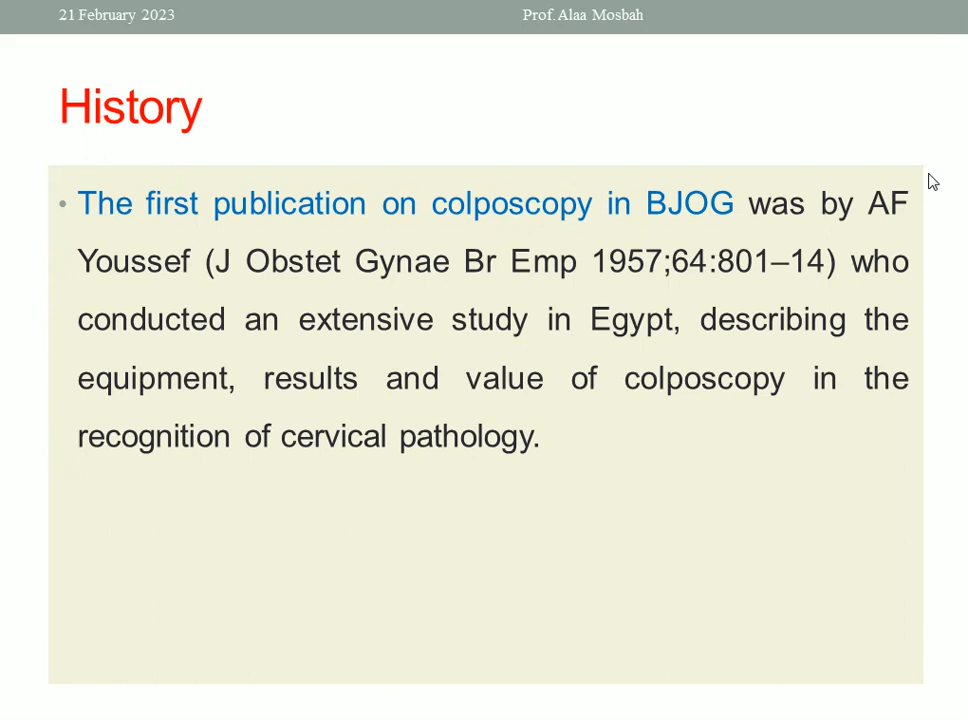 21 February 2023
Prof. Alaa Mosbah
History
• The first publication on colposcopy in BJOG was by AF
Youssef (J Obstet Gynae Br Emp 1957;64:801–14) who
conducted an extensive study in Egypt, describing the
equipment, results and value of colposcopy in the
recognition of cervical pathology.